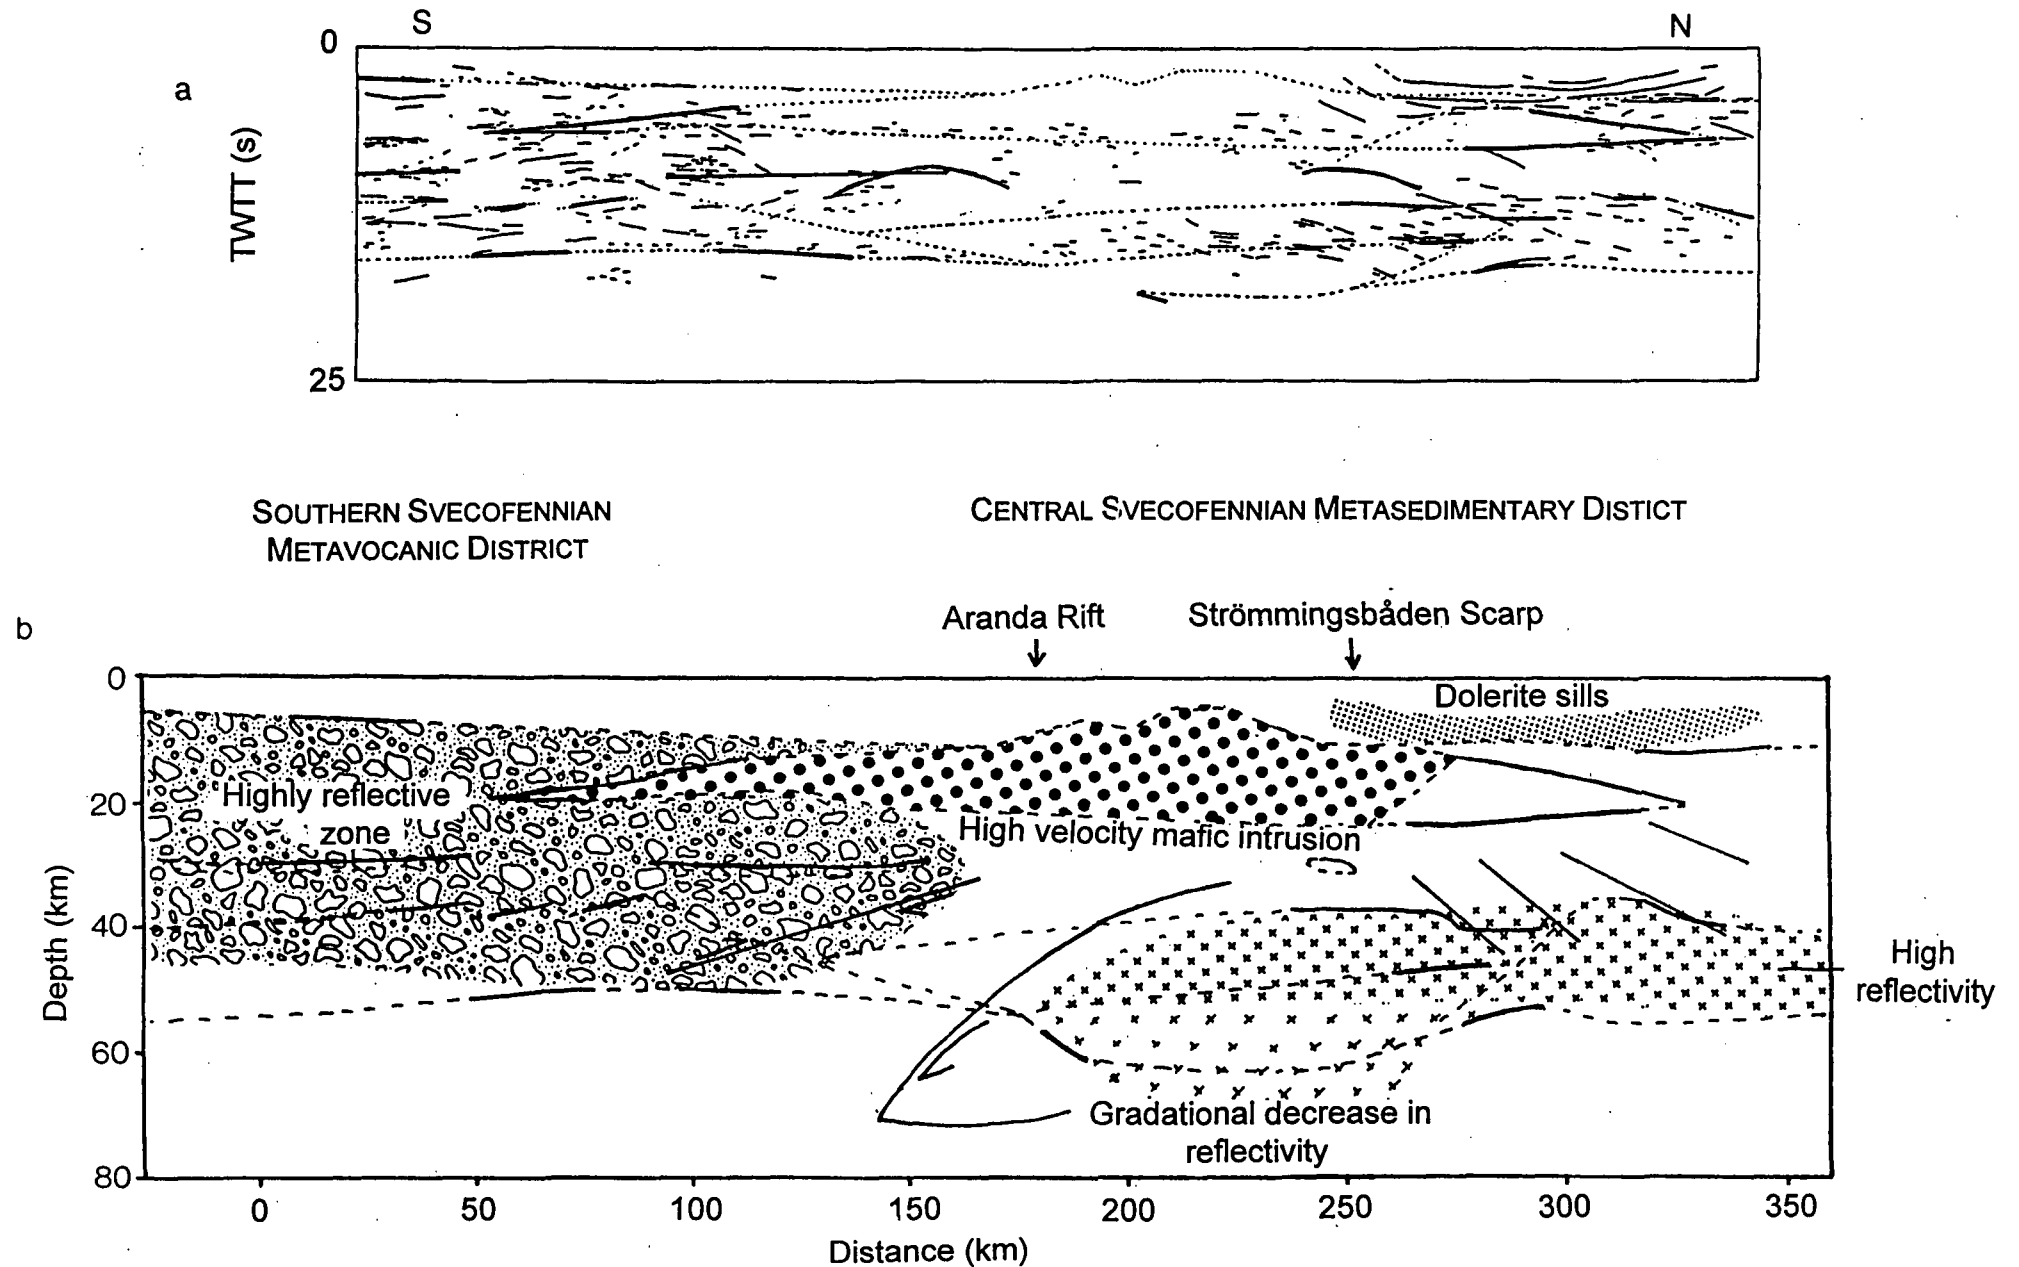 S
N
a
0
TWTT (s)
25
SOUTHERN SVECOFENNIAN
METAVOCANIC DISTRICT
CENTRAL SVECOFENNIAN METASEDIMENTARY DISTICT
b
Aranda Rift
Strömmingsbåden Scarp
0
20
40
60
80
Depth (km)
Dolerite sills
Highly reflective
zone
High velocity mafic intrusion
High
reflectivity
Gradational decrease in
reflectivity
0 50 100 150 200 250 300 350
Distance (km)